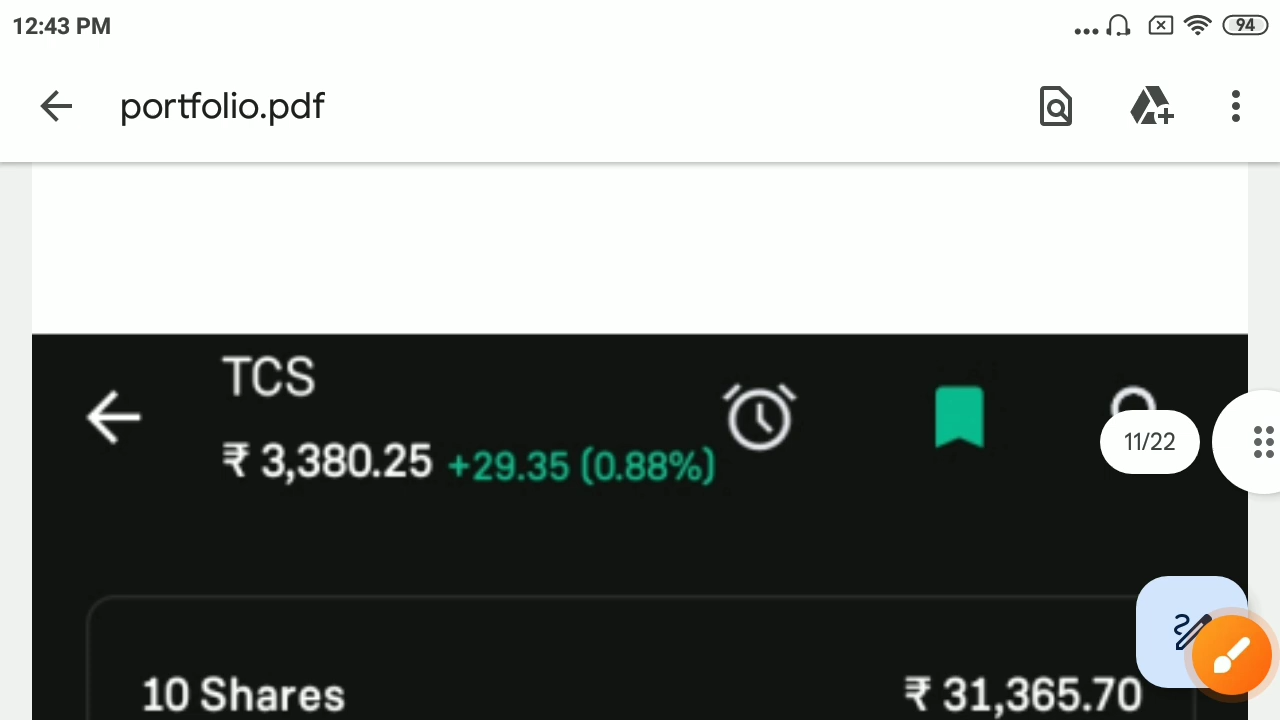 12:43 PM
94
portfolio.pdf
TCS
₹ 3,380.25 +29.35 (0.88%)
11/22
10 Shares ₹ 31,365.70